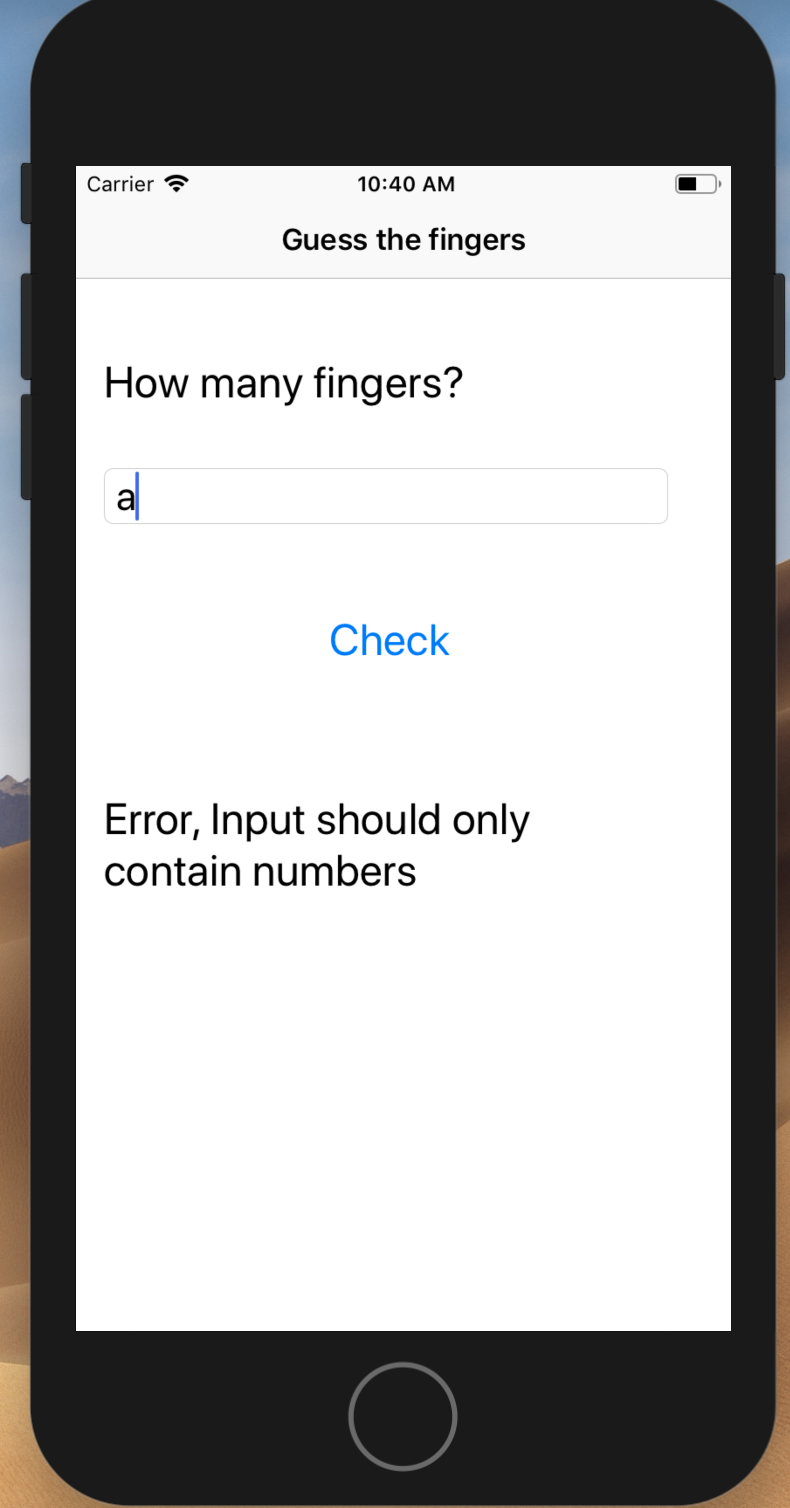 Carrier 10:40 AM
Guess the fingers
How many fingers?
a
Check
Error, Input should only
contain numbers